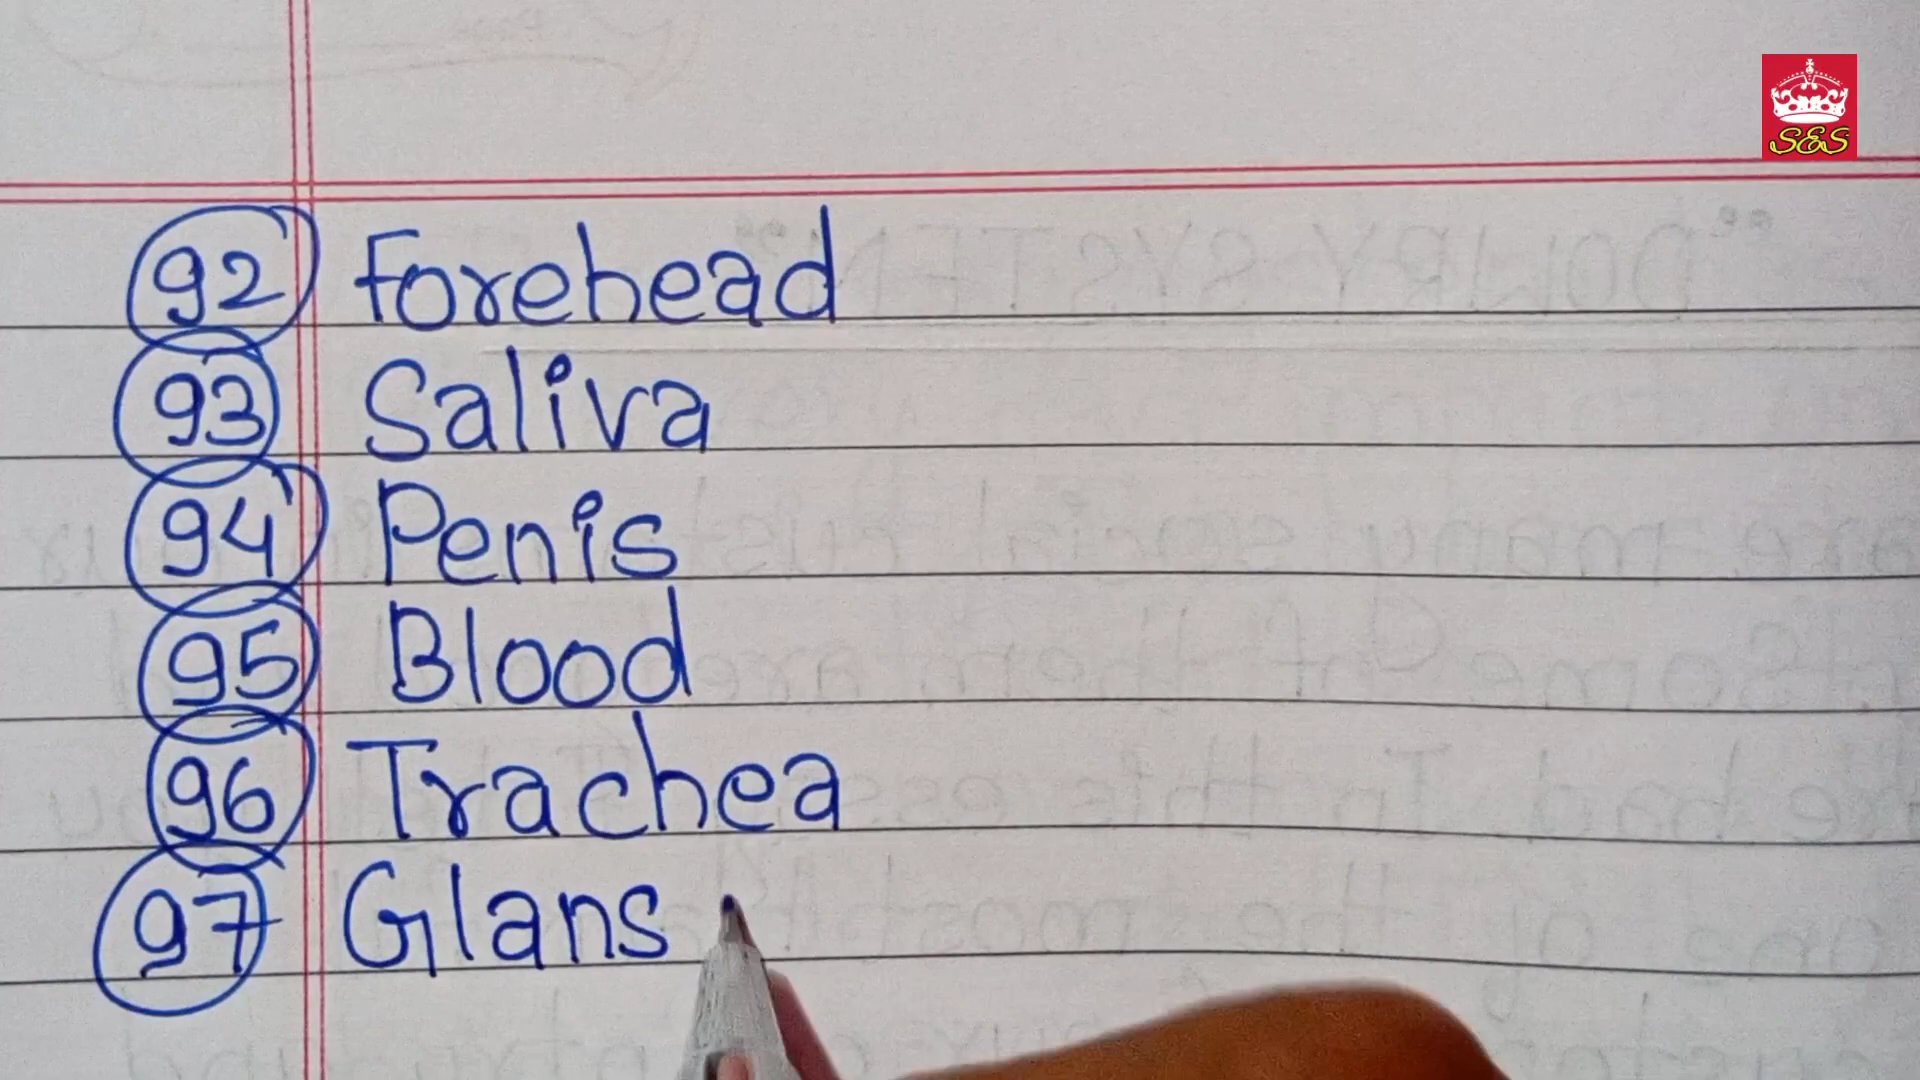 S&S
92 Forehead
93 Saliva
94 Penis
95 Blood
96 Trachea
97 Glans